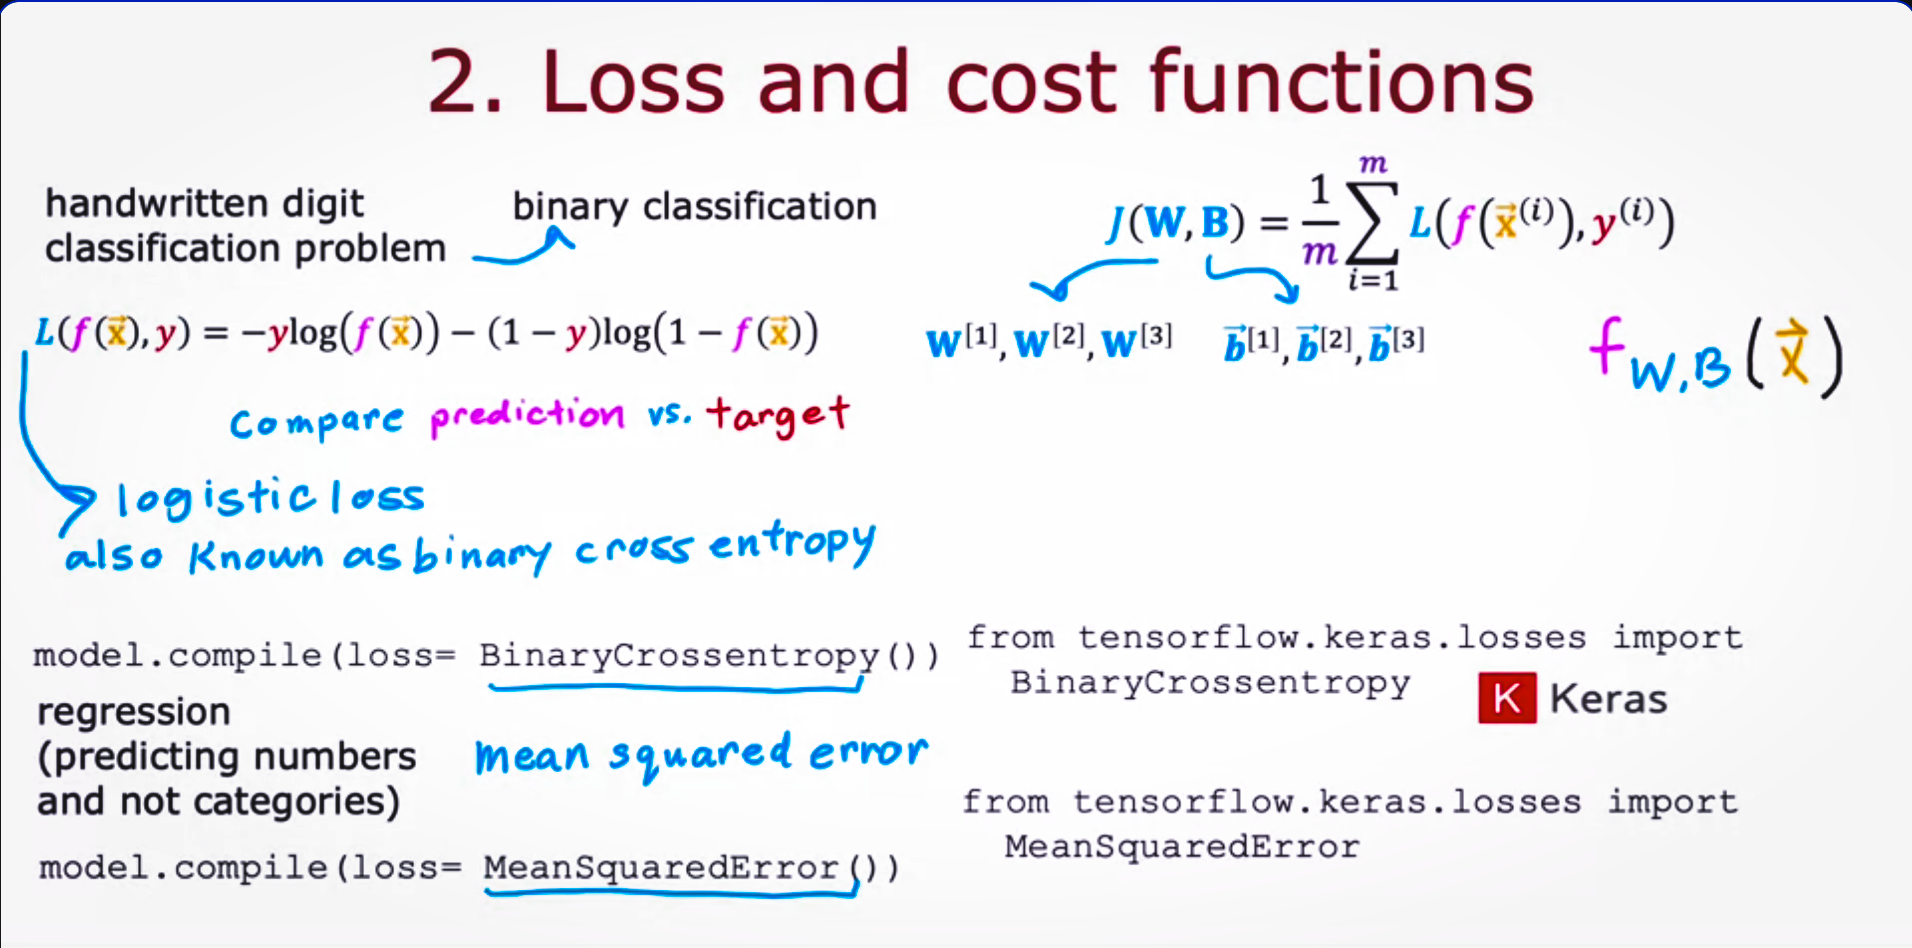 2. Loss and cost functions
handwritten digit
classification problem
binary classification
L(f(x⃗), y) = −ylog(f(x⃗)) − (1 − y)log(1 − f(x⃗))
Compare prediction vs. target
logistic loss
also Known as binary cross entropy
J(W, B) = 1/m ∑_{i=1}^{m} L(f(x⃗^(i)), y^(i))
W^[1], W^[2], W^[3] b⃗^[1], b⃗^[2], b⃗^[3]
f_{W,B}(x⃗)
model.compile(loss= BinaryCrossentropy())
from tensorflow.keras.losses import
BinaryCrossentropy
K Keras
regression
(predicting numbers
and not categories)
mean squared error
model.compile(loss= MeanSquaredError())
from tensorflow.keras.losses import
MeanSquaredError